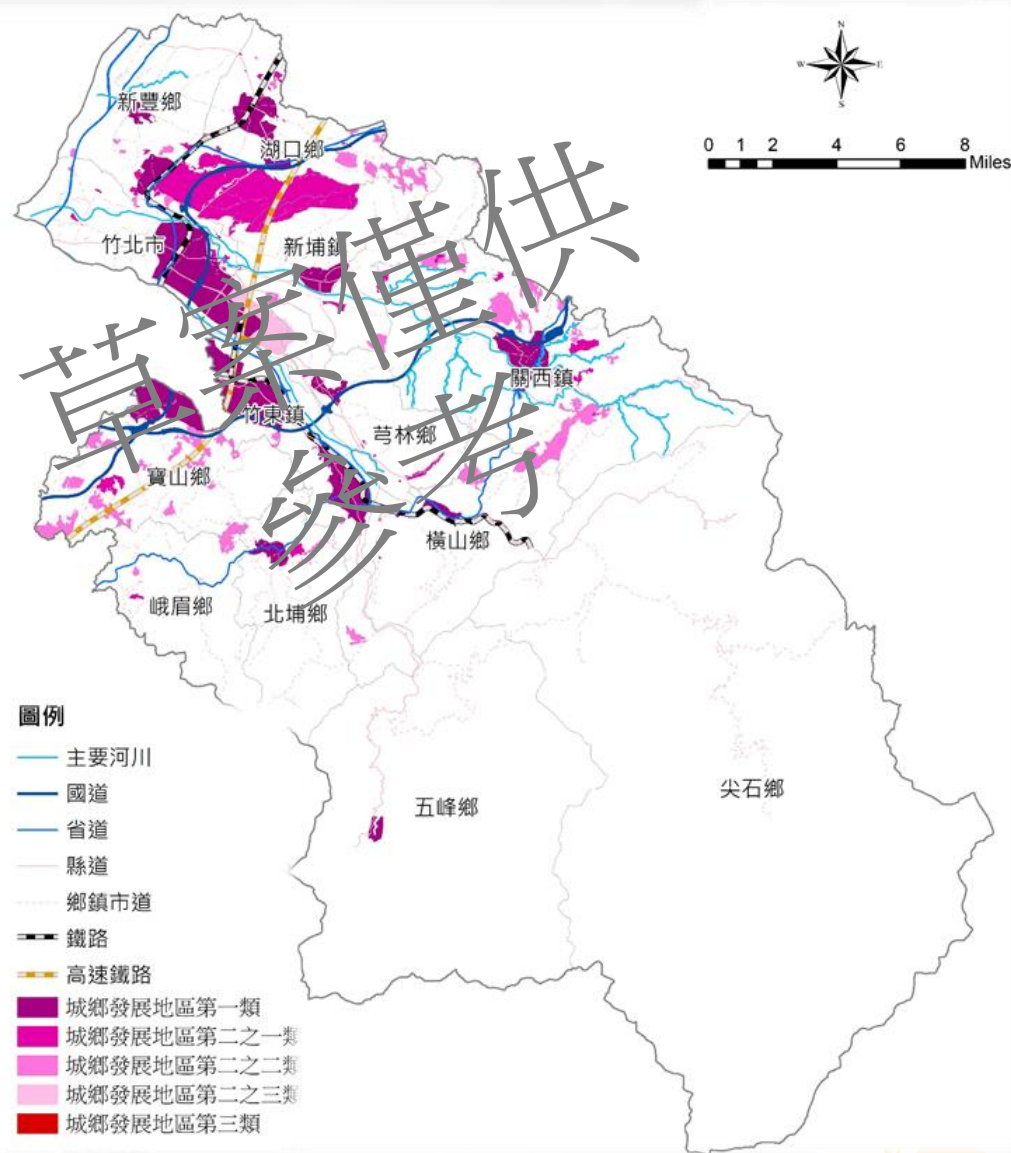 N
W
E
S
0 1 2 4 6 8
Miles
新豐鄉
湖口鄉
竹北市
新埔鎮
關西鎮
竹東鎮
芎林鄉
寶山鄉
橫山鄉
峨眉鄉
北埔鄉
五峰鄉
尖石鄉
草案僅供
參考
圖例
主要河川
國道
省道
縣道
鄉鎮市道
鐵路
高速鐵路
城鄉發展地區第一類
城鄉發展地區第二之一類
城鄉發展地區第二之二類
城鄉發展地區第二之三類
城鄉發展地區第三類